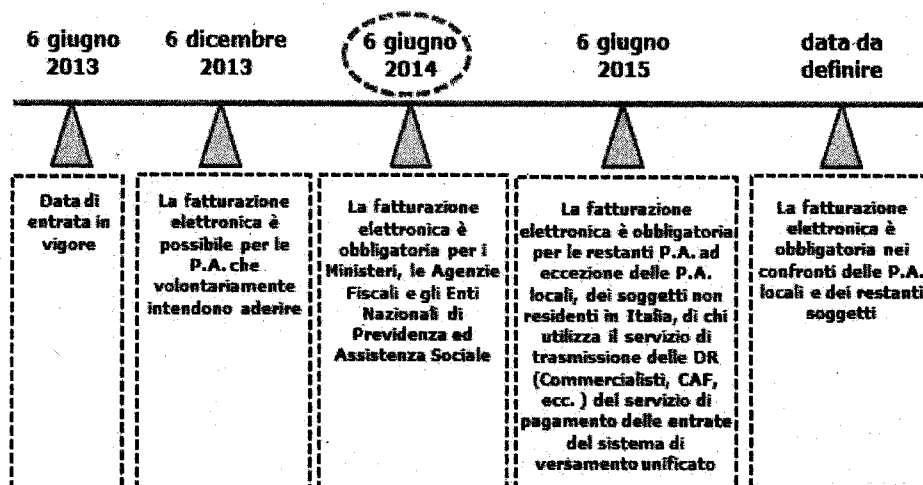 6 giugno
2013
6 dicembre
2013
6 giugno
2014
6 giugno
2015
data da
definire
Data di
entrata in
vigore
La fatturazione
elettronica è
possibile per le
P.A. che
volontariamente
intendono aderire
La fatturazione
elettronica è
obbligatoria per i
Ministeri, le Agenzie
Fiscali e gli Enti
Nazionali di
Previdenza ed
Assistenza Sociale
La fatturazione
elettronica è obbligatoria
per le restanti P.A. ad
eccezione delle P.A.
locali, dei soggetti non
residenti in Italia, di chi
utilizza il servizio di
trasmissione delle DR
(Commercialisti, CAF,
ecc. ) del servizio di
pagamento delle entrate
del sistema di
versamento unificato
La fatturazione
elettronica è
obbligatoria nei
confronti delle P.A.
locali e dei restanti
soggetti